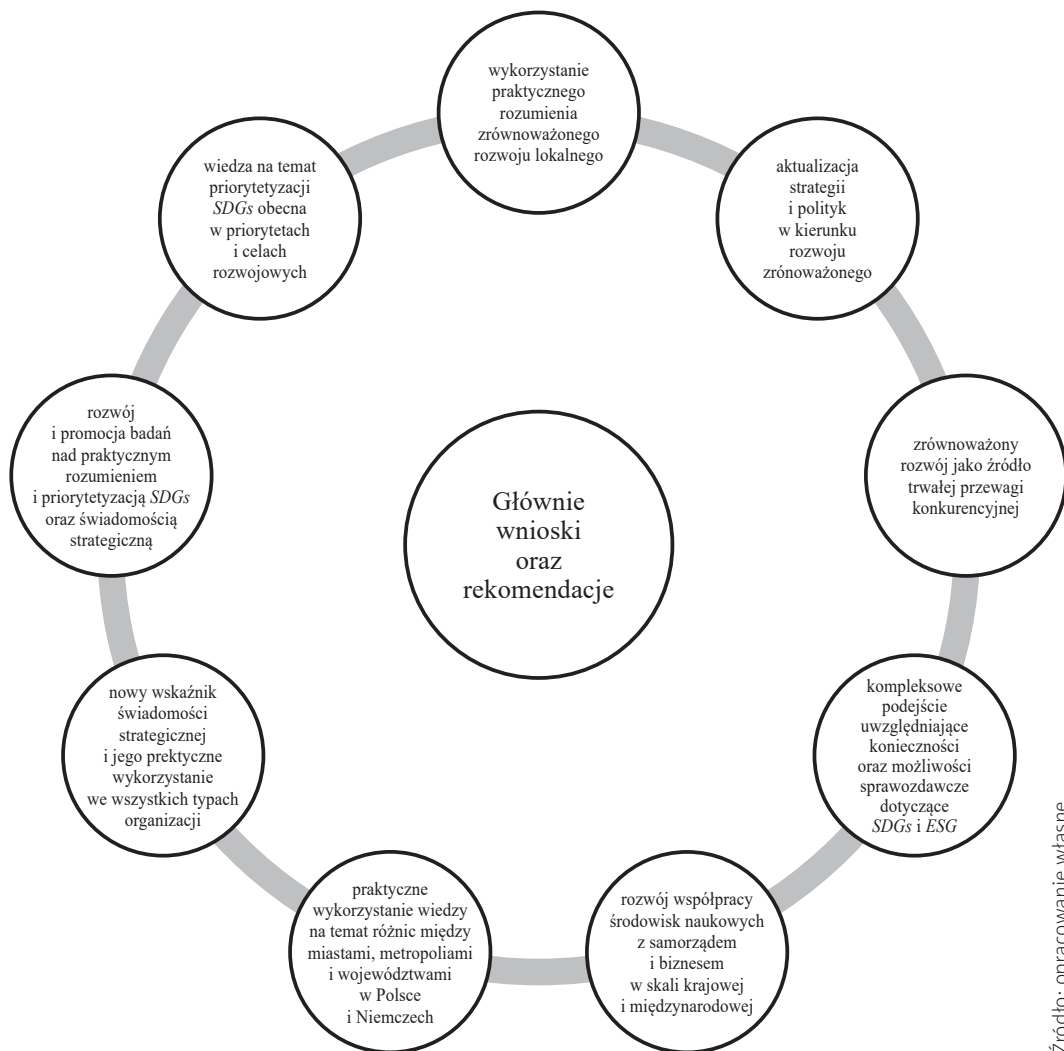 wykorzystanie
praktycznego
rozumienia
zrównoważonego
rozwoju lokalnego
aktualizacja
strategii
i polityk
w kierunku
rozwoju
zrónoważonego
zrównoważony
rozwój jako źródło
trwałej przewagi
konkurencyjnej
kompleksowe
podejście
uwzględniające
konieczności
oraz możliwości
sprawozdawcze
dotyczące
SDGs i ESG
rozwój współpracy
środowisk naukowych
z samorządem
i biznesem
w skali krajowej
i międzynarodowej
praktyczne
wykorzystanie wiedzy
na temat różnic między
miastami, metropoliami
i województwami
w Polsce
i Niemczech
nowy wskaźnik
świadomości
strategicznej
i jego prektyczne
wykorzystanie
we wszystkich typach
organizacji
rozwój
i promocja badań
nad praktycznym
rozumieniem
i priorytetyzacją SDGs
oraz świadomością
strategiczną
wiedza na temat
priorytetyzacji
SDGs obecna
w priorytetach
i celach
rozwojowych
Głównie
wnioski
oraz
rekomendacje
Źródło: opracowanie własne